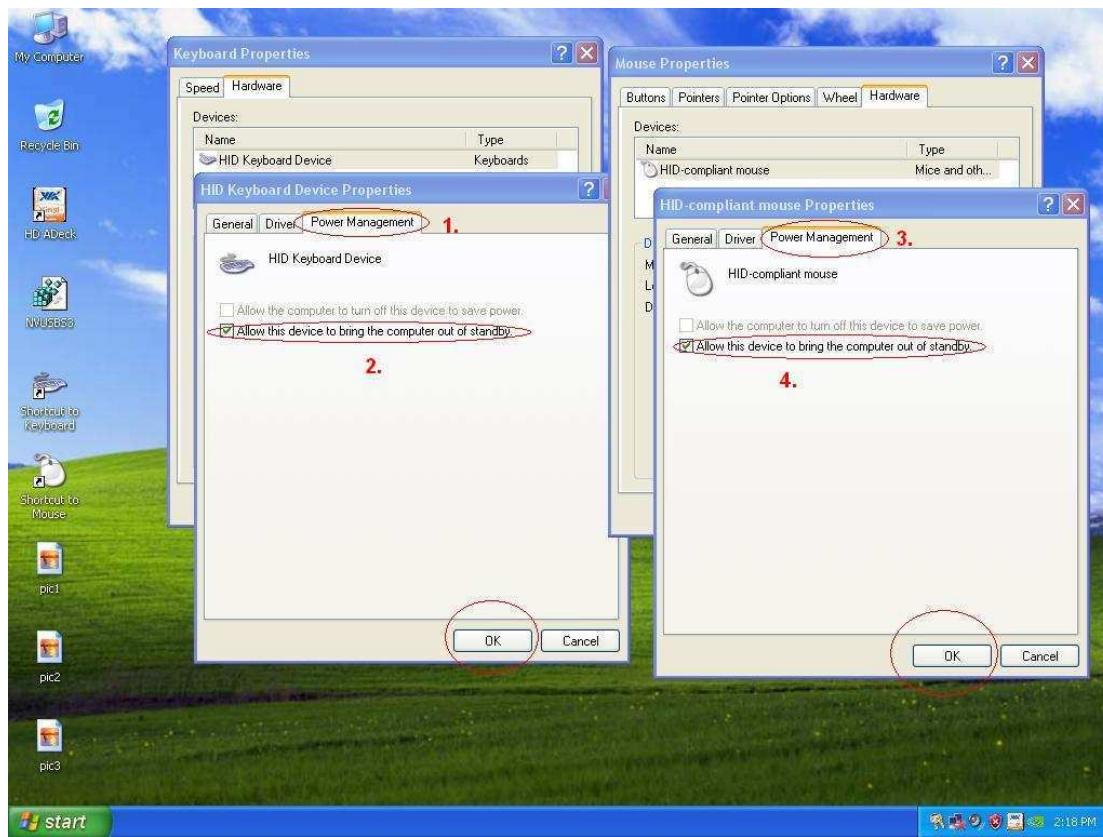 My Computer
Recycle Bin
HD ADeck
NVUSBS3
Shortcut to
Keyboard
Shortcut to
Mouse
pic1
pic2
pic3
Keyboard Properties
Speed Hardware
Devices:
Name Type
HID Keyboard Device Keyboards
HID Keyboard Device Properties
General Driver Power Management 1.
HID Keyboard Device
Allow the computer to turn off this device to save power.
Allow this device to bring the computer out of standby.
2.
OK Cancel
Mouse Properties
Buttons Pointers Pointer Options Wheel Hardware
Devices:
Name Type
HID-compliant mouse Mice and oth...
D
M
L
D
HID-compliant mouse Properties
General Driver Power Management 3.
HID-compliant mouse
Allow the computer to turn off this device to save power.
Allow this device to bring the computer out of standby.
4.
OK Cancel
start 2:18 PM